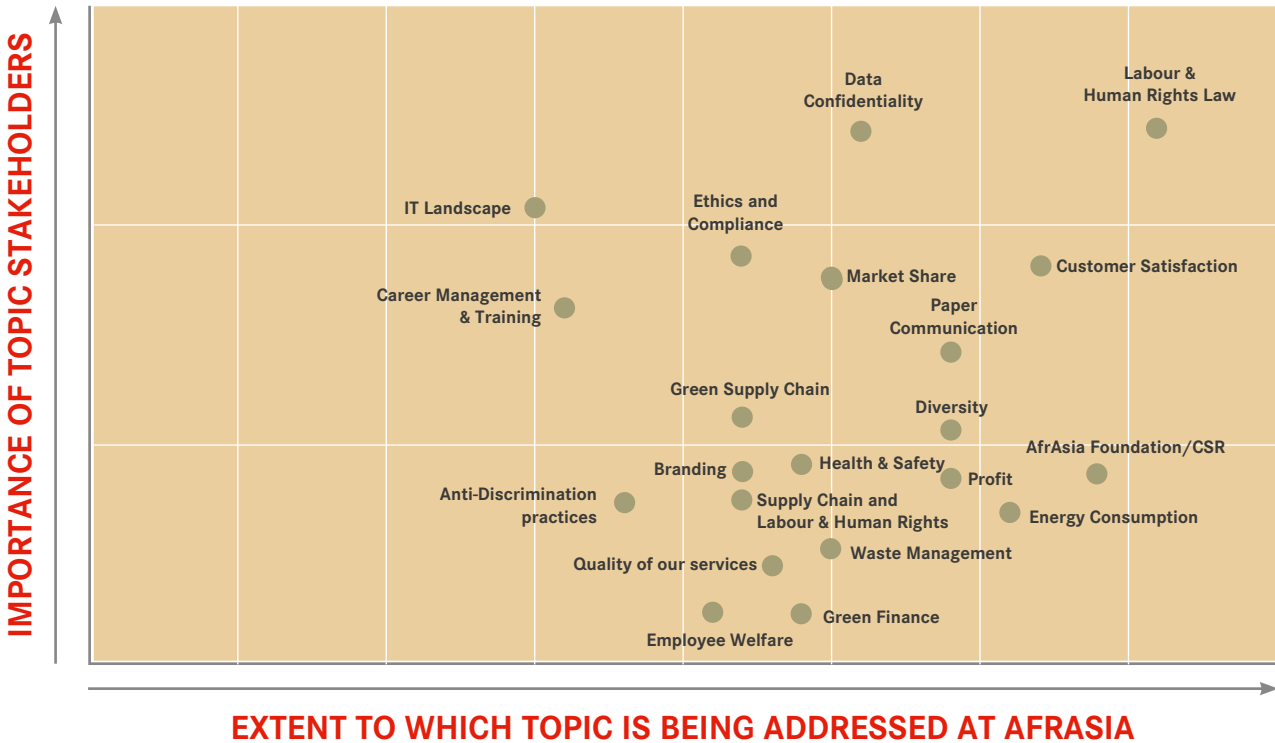 IMPORTANCE OF TOPIC STAKEHOLDERS
Data
Confidentiality
Labour &
Human Rights Law
IT Landscape
Ethics and
Compliance
Market Share
Customer Satisfaction
Career Management
& Training
Paper
Communication
Green Supply Chain
Diversity
AfrAsia Foundation/CSR
Branding
Health & Safety
Profit
Anti-Discrimination
practices
Supply Chain and
Labour & Human Rights
Energy Consumption
Waste Management
Quality of our services
Green Finance
Employee Welfare
EXTENT TO WHICH TOPIC IS BEING ADDRESSED AT AFRASIA